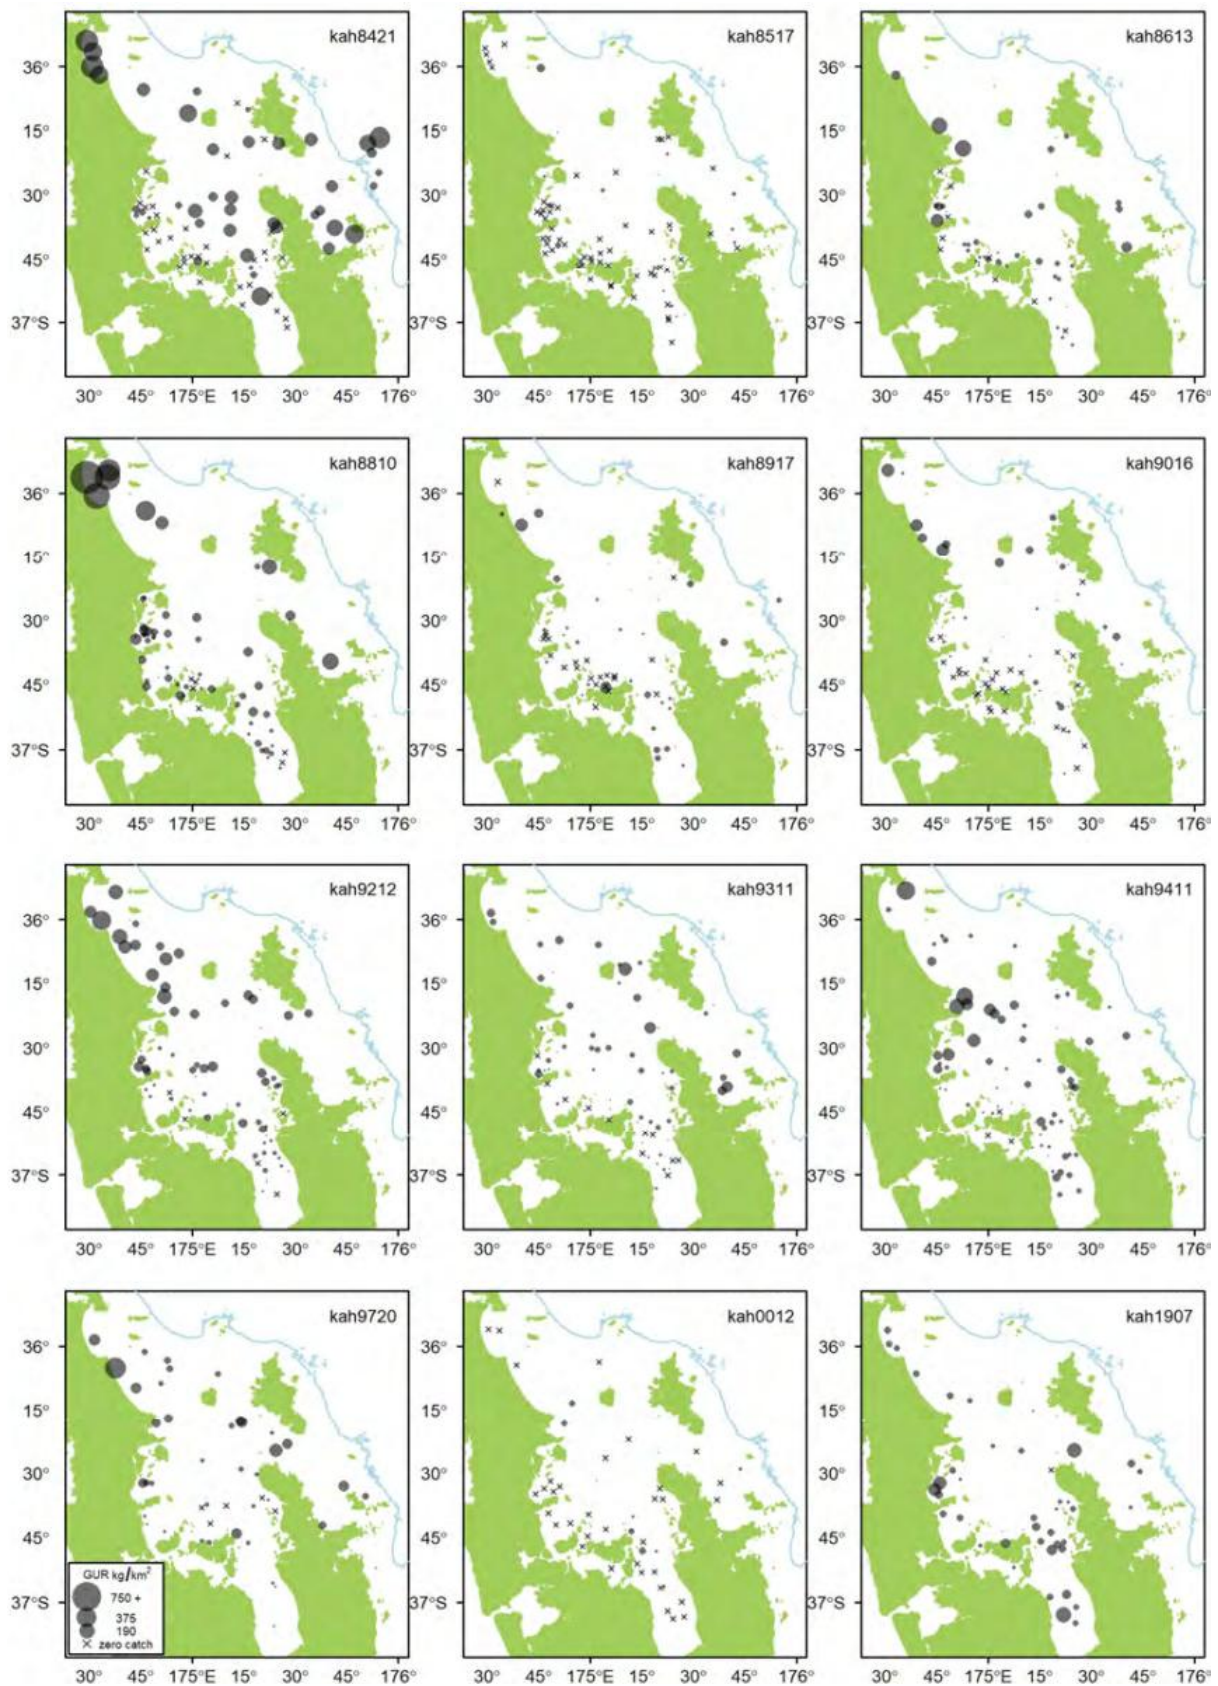 kah8421 kah8517 kah8613
36° 36° 36°
15° 15° 15°
30° 30° 30°
45° 45° 45°
37°S 37°S 37°S
30° 45° 175°E 15° 30° 45° 176° 30° 45° 175°E 15° 30° 45° 176° 30° 45° 175°E 15° 30° 45° 176°
kah8810 kah8917 kah9016
36° 36° 36°
15° 15° 15°
30° 30° 30°
45° 45° 45°
37°S 37°S 37°S
30° 45° 175°E 15° 30° 45° 176° 30° 45° 175°E 15° 30° 45° 176° 30° 45° 175°E 15° 30° 45° 176°
kah9212 kah9311 kah9411
36° 36° 36°
15° 15° 15°
30° 30° 30°
45° 45° 45°
37°S 37°S 37°S
30° 45° 175°E 15° 30° 45° 176° 30° 45° 175°E 15° 30° 45° 176° 30° 45° 175°E 15° 30° 45° 176°
kah9720 kah0012 kah1907
36° 36° 36°
15° 15° 15°
30° 30° 30°
45° 45° 45°
GUR kg/km²
750 +
375
190
× zero catch
37°S 37°S 37°S
30° 45° 175°E 15° 30° 45° 176° 30° 45° 175°E 15° 30° 45° 176° 30° 45° 175°E 15° 30° 45° 176°